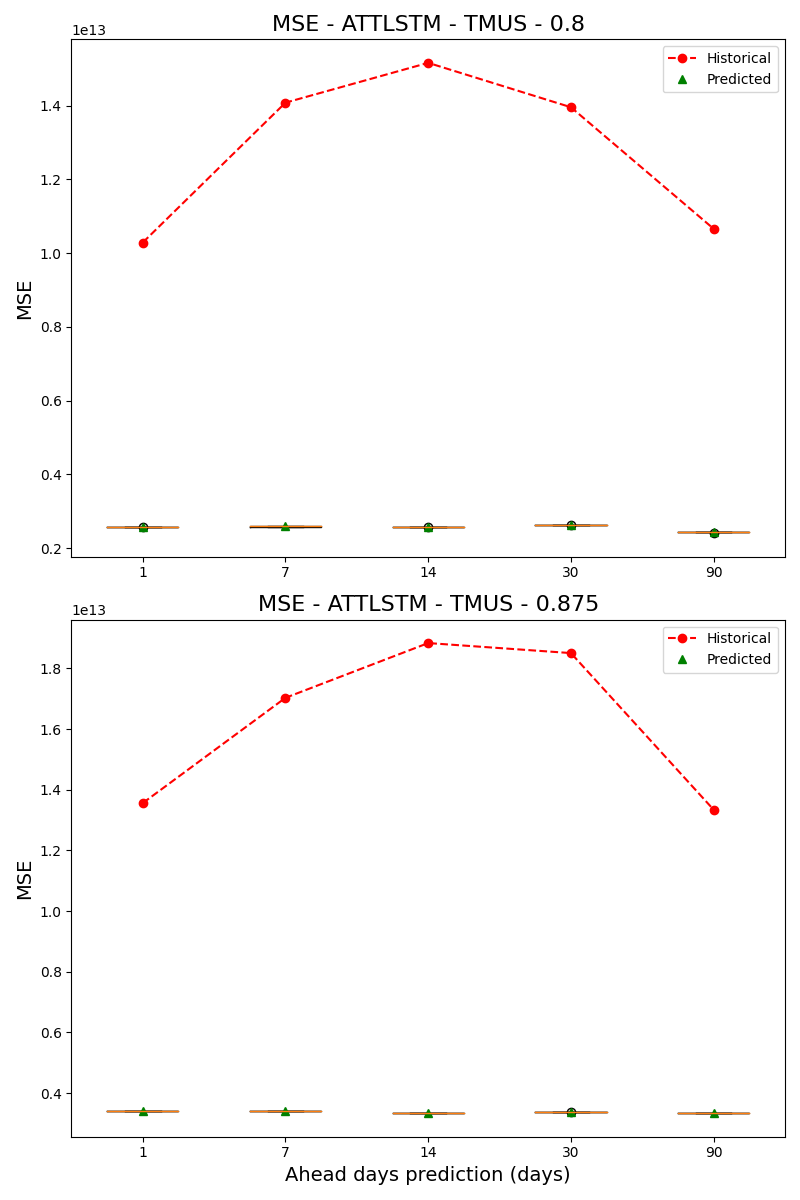 MSE - ATTLSTM - TMUS - 0.8
1e13
Historical
Predicted
1.4
1.2
1.0
0.8
0.6
0.4
0.2
MSE
1 7 14 30 90
MSE - ATTLSTM - TMUS - 0.875
1e13
Historical
Predicted
1.8
1.6
1.4
1.2
1.0
0.8
0.6
0.4
MSE
1 7 14 30 90
Ahead days prediction (days)